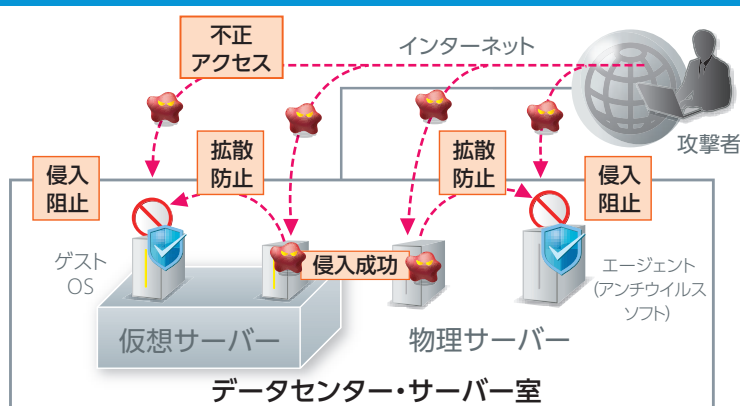 不正
アクセス
インターネット
攻撃者
侵入
阻止
拡散
防止
拡散
防止
侵入
阻止
ゲスト
OS
侵入成功
エージェント
(アンチウイルス
ソフト)
仮想サーバー
物理サーバー
データセンター・サーバー室